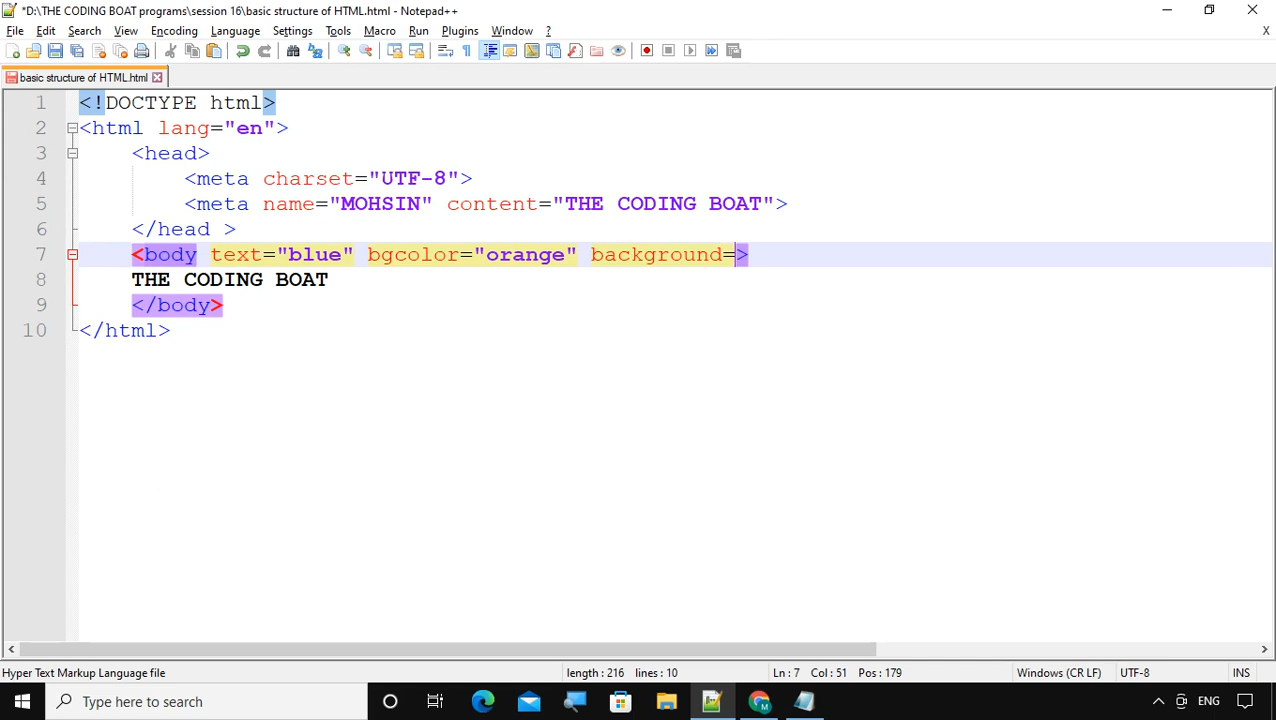 *D:\THE CODING BOAT programs\session 16\basic structure of HTML.html - Notepad++
File Edit Search View Encoding Language Settings Tools Macro Run Plugins Window ? X
basic structure of HTML.html
1 <!DOCTYPE html>
2 <html lang="en">
3 <head>
4 <meta charset="UTF-8">
5 <meta name="MOHSIN" content="THE CODING BOAT">
6 </head >
7 <body text="blue" bgcolor="orange" background=>
8 THE CODING BOAT
9 </body>
10 </html>
Hyper Text Markup Language file length : 216 lines : 10 Ln : 7 Col : 51 Pos : 179 Windows (CR LF) UTF-8 INS
Type here to search ENG